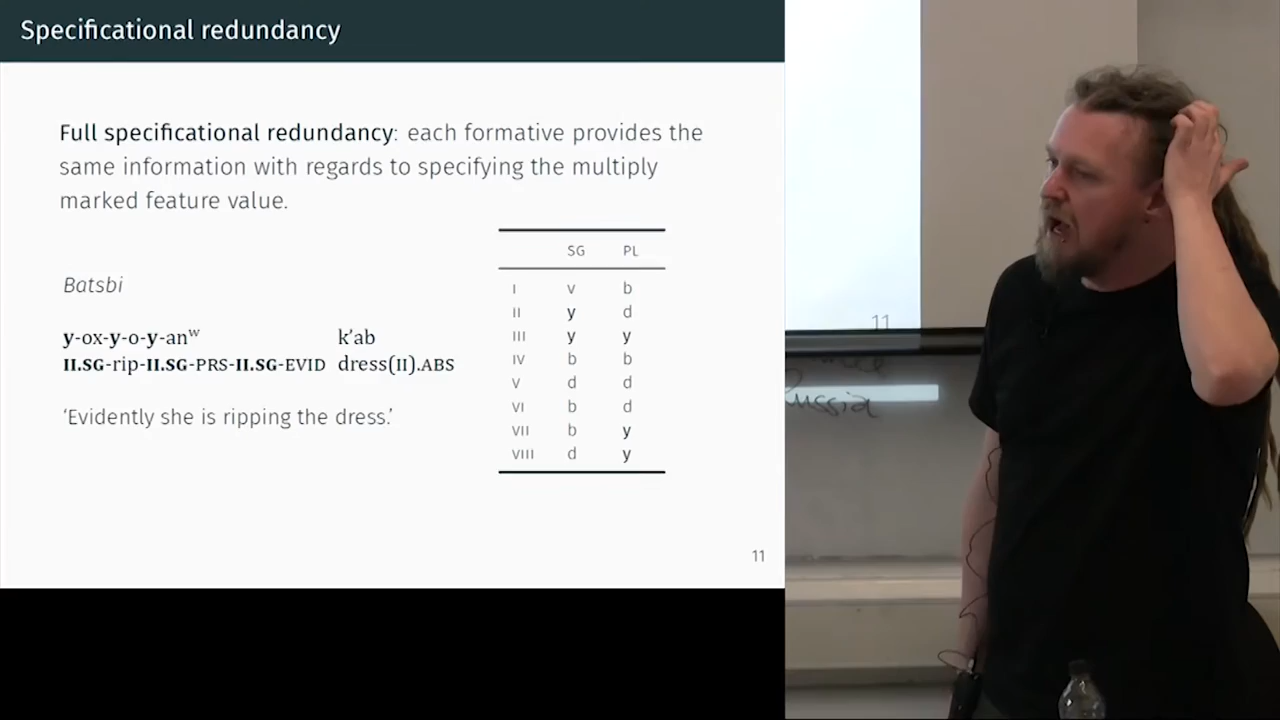 Specificational redundancy
Full specificational redundancy: each formative provides the
same information with regards to specifying the multiply
marked feature value.
SG PL
I v b
II y d
III y y
IV b b
V d d
VI b d
VII b y
VIII d y
Batsbi
y-ox-y-o-y-anʷ k’ab
II.SG-rip-II.SG-PRS-II.SG-EVID dress(II).ABS
‘Evidently she is ripping the dress.’
11
11
Russia